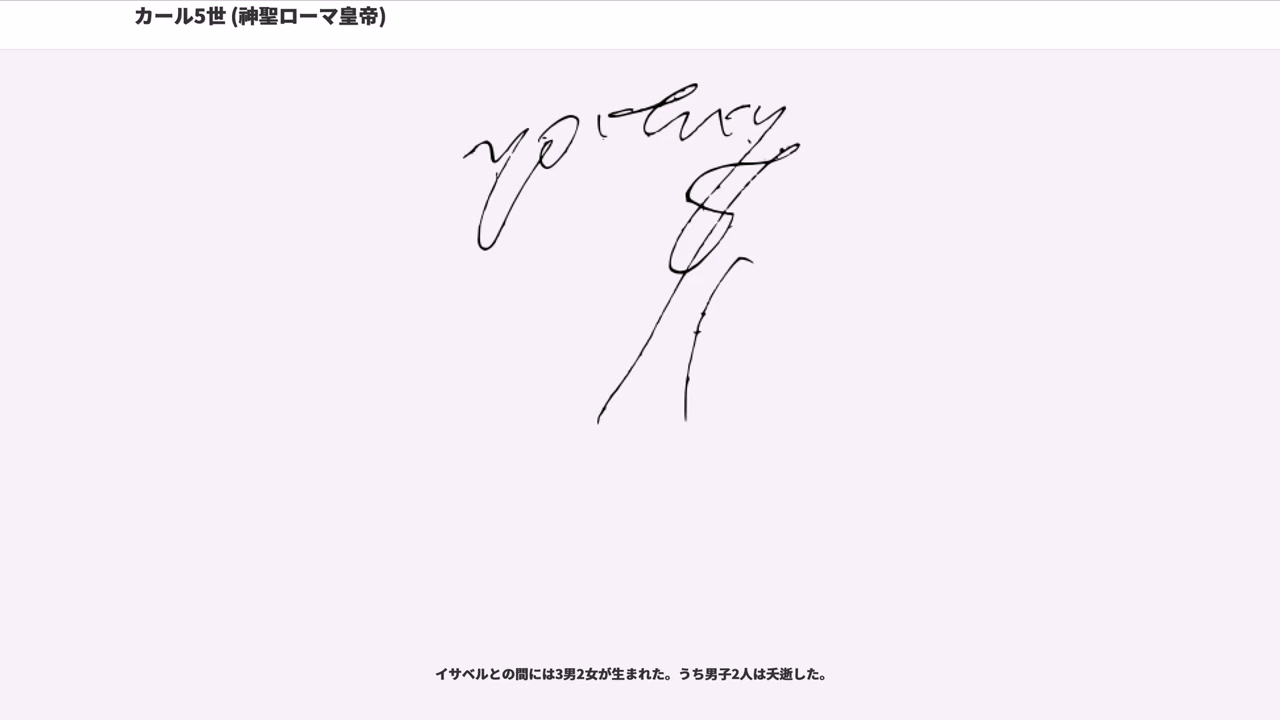 カール5世 (神聖ローマ皇帝)
イサベルとの間には3男2女が生まれた。うち男子2人は夭逝した。